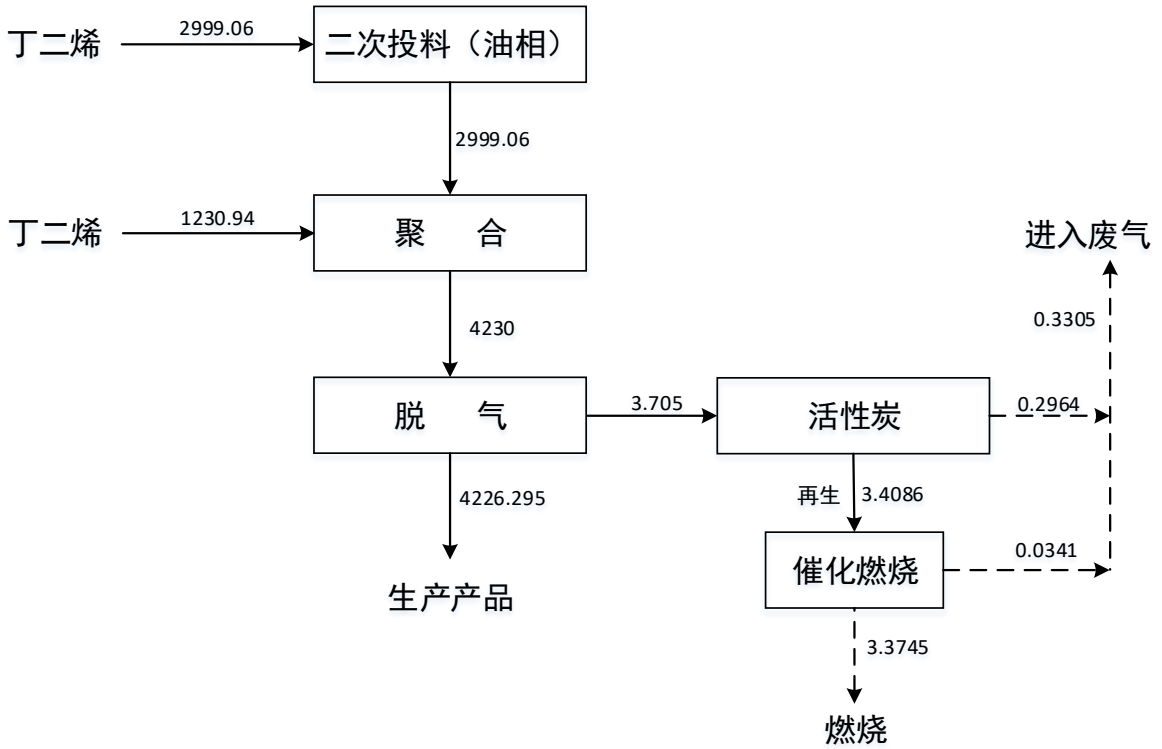 丁二烯
2999.06
二次投料（油相）
2999.06
丁二烯
1230.94
聚 合
进入废气
0.3305
4230
脱 气
3.705
活性炭
0.2964
4226.295
再生
3.4086
生产产品
催化燃烧
0.0341
3.3745
燃烧